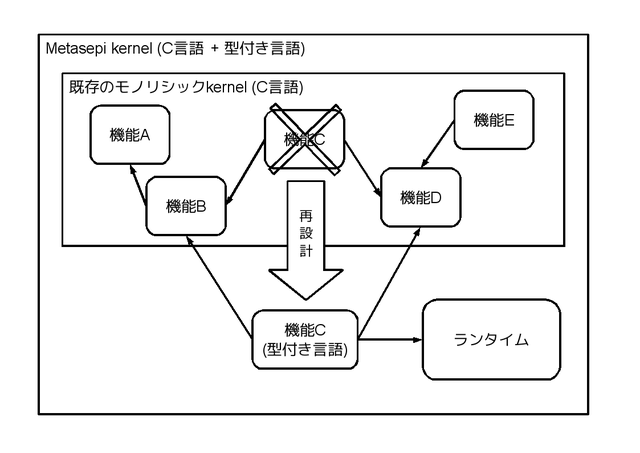 Metasepi kernel (C言語 + 型付き言語)
既存のモノリシックkernel (C言語)
機能A
機能C
機能E
機能B
機能D
再
設
計
機能C
(型付き言語)
ランタイム